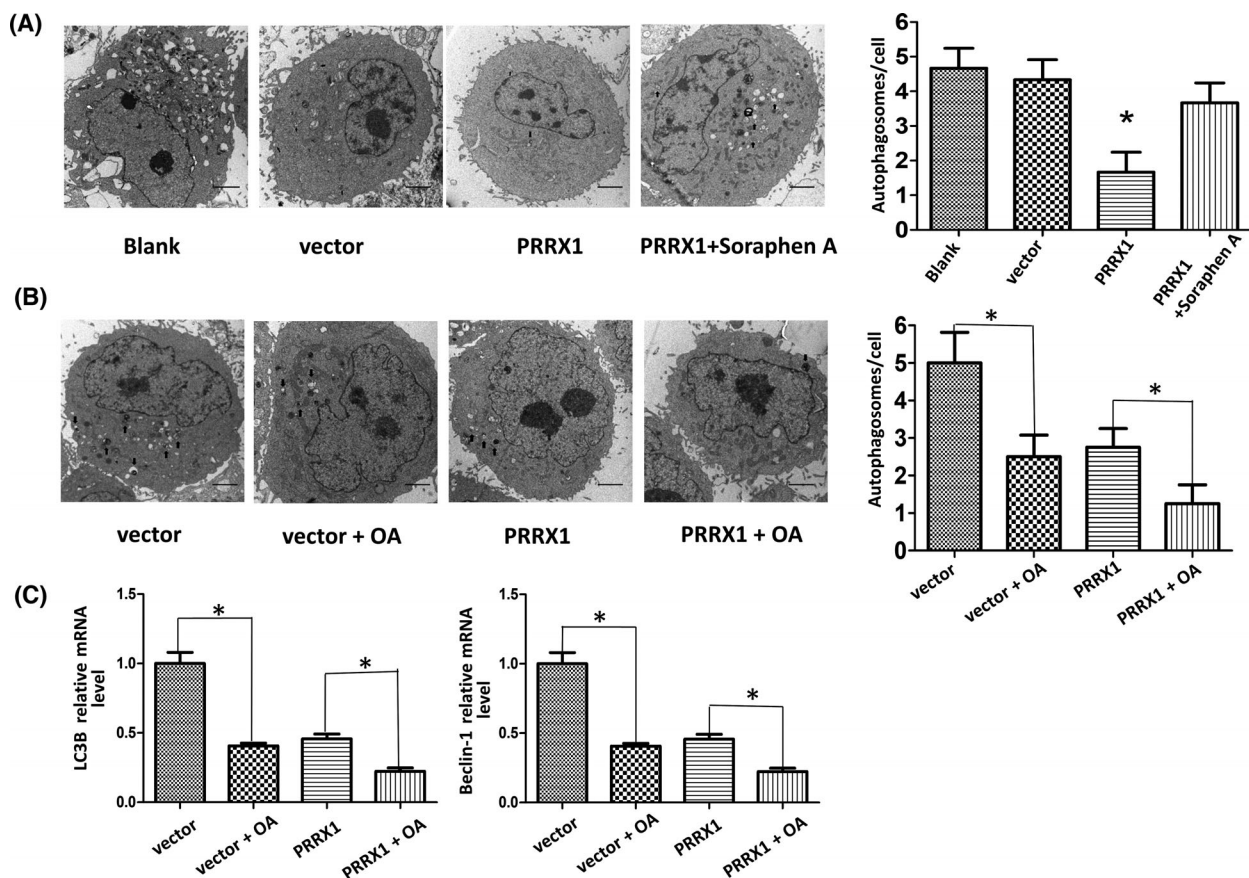 (A)
Blank
vector
PRRX1
PRRX1+Soraphen A
Autophagosomes/cell
6
5
4
3
2
1
0
*
Blank
vector
PRRX1
PRRX1
+Soraphen A
(B)
vector
vector + OA
PRRX1
PRRX1 + OA
Autophagosomes/cell
6
5
4
3
2
1
0
*
*
vector
vector + OA
PRRX1
PRRX1 + OA
(C)
LC3B relative mRNA
level
1.5
1.0
0.5
0.0
*
*
vector
vector + OA
PRRX1
PRRX1 + OA
Beclin-1 relative mRNA
level
1.5
1.0
0.5
0.0
*
*
vector
vector + OA
PRRX1
PRRX1 + OA